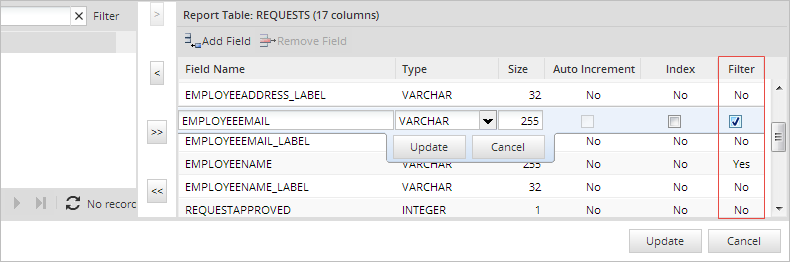 Filter
Report Table: REQUESTS (17 columns)
Add Field Remove Field
Field Name Type Size Auto Increment Index Filter
EMPLOYEEADDRESS_LABEL VARCHAR 32 No No No
EMPLOYEEEMAIL VARCHAR 255
EMPLOYEEEMAIL_LABEL No No No
Update Cancel
EMPLOYEENAME VARCHAR 255 No No Yes
EMPLOYEENAME_LABEL VARCHAR 32 No No No
REQUESTAPPROVED INTEGER 1 No No No
No record
Update Cancel